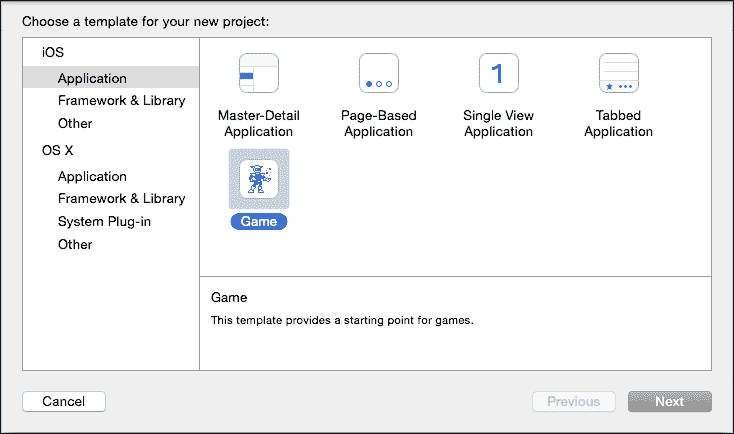 Choose a template for your new project:
iOS
Application
Framework & Library
Other
OS X
Application
Framework & Library
System Plug-in
Other
Master-Detail
Application
Page-Based
Application
1
Single View
Application
Tabbed
Application
Game
Game
This template provides a starting point for games.
Cancel
Previous
Next